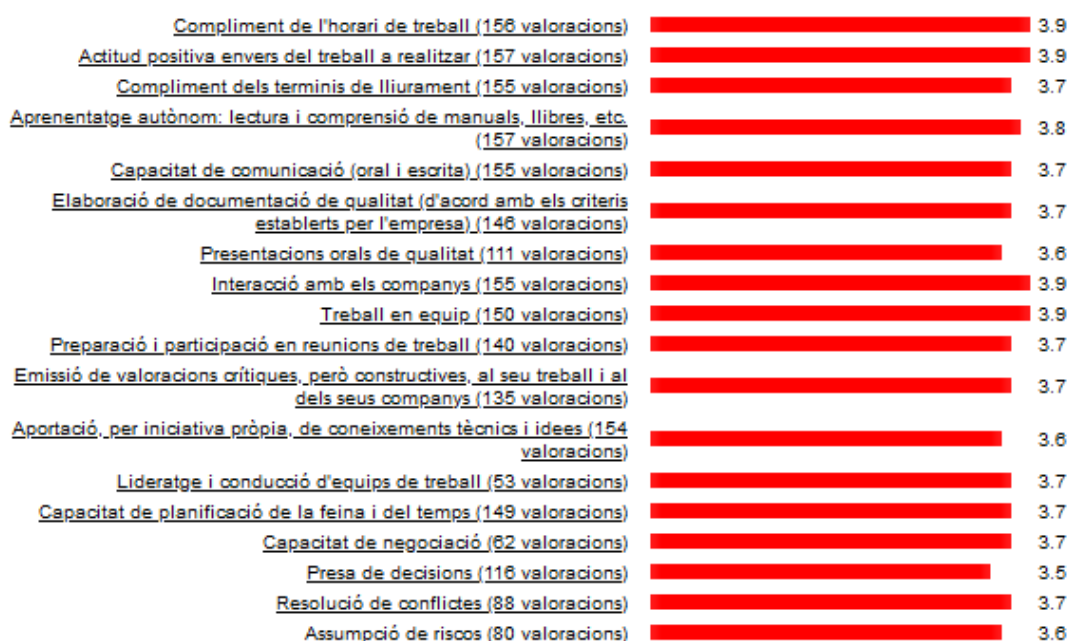 Compliment de l'horari de treball (156 valoracions) 3.9
Actitud positiva envers del treball a realitzar (157 valoracions) 3.9
Compliment dels terminis de lliurament (155 valoracions) 3.7
Aprenentatge autònom: lectura i comprensió de manuals, llibres, etc.
(157 valoracions) 3.8
Capacitat de comunicació (oral i escrita) (155 valoracions) 3.7
Elaboració de documentació de qualitat (d'acord amb els criteris
establerts per l'empresa) (146 valoracions) 3.7
Presentacions orals de qualitat (111 valoracions) 3.6
Interacció amb els companys (155 valoracions) 3.9
Treball en equip (150 valoracions) 3.9
Preparació i participació en reunions de treball (140 valoracions) 3.7
Emissió de valoracions crítiques, però constructives, al seu treball i al
dels seus companys (135 valoracions) 3.7
Aportació, per iniciativa pròpia, de coneixements tècnics i idees (154
valoracions) 3.6
Lideratge i conducció d'equips de treball (53 valoracions) 3.7
Capacitat de planificació de la feina i del temps (149 valoracions) 3.7
Capacitat de negociació (62 valoracions) 3.7
Presa de decisions (116 valoracions) 3.5
Resolució de conflictes (88 valoracions) 3.7
Assumpció de riscos (80 valoracions) 3.6